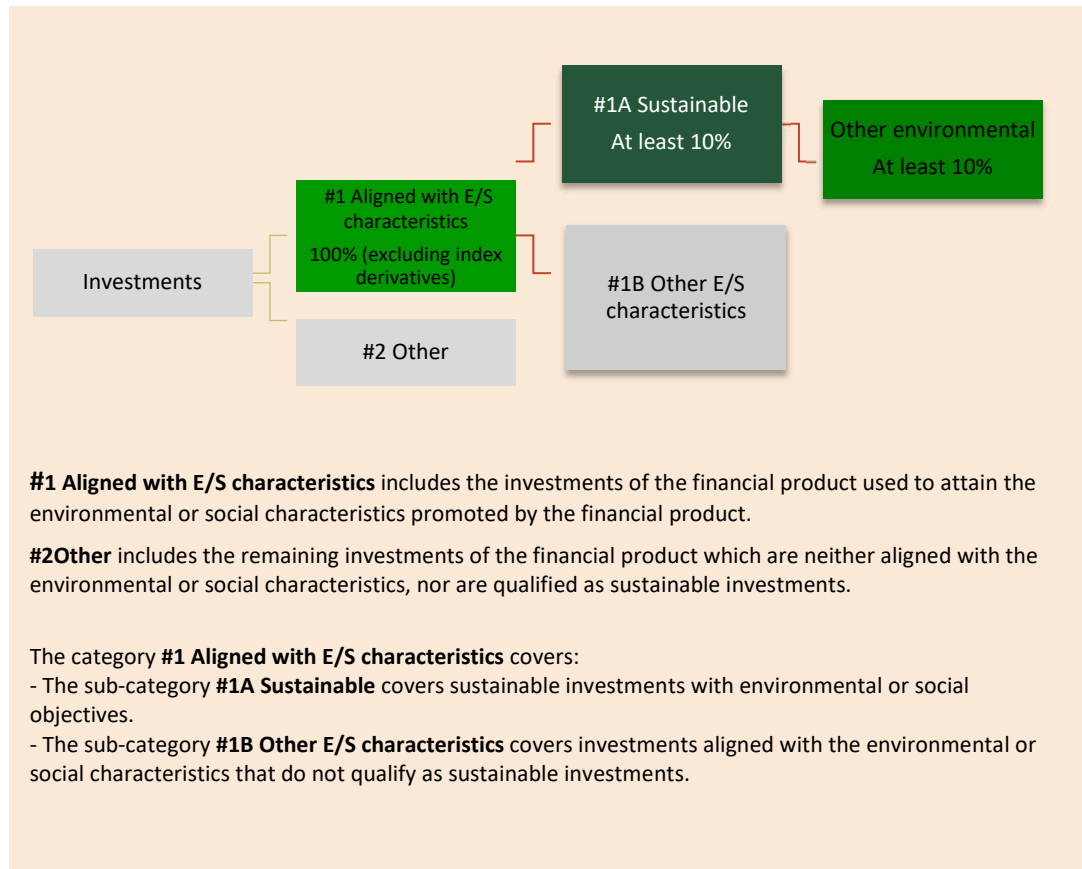 #1A Sustainable
At least 10%
Other environmental
At least 10%
#1 Aligned with E/S
characteristics
100% (excluding index
derivatives)
Investments
#1B Other E/S
characteristics
#2 Other
#1 Aligned with E/S characteristics includes the investments of the financial product used to attain the
environmental or social characteristics promoted by the financial product.
#2Other includes the remaining investments of the financial product which are neither aligned with the
environmental or social characteristics, nor are qualified as sustainable investments.
The category #1 Aligned with E/S characteristics covers:
- The sub-category #1A Sustainable covers sustainable investments with environmental or social
objectives.
- The sub-category #1B Other E/S characteristics covers investments aligned with the environmental or
social characteristics that do not qualify as sustainable investments.